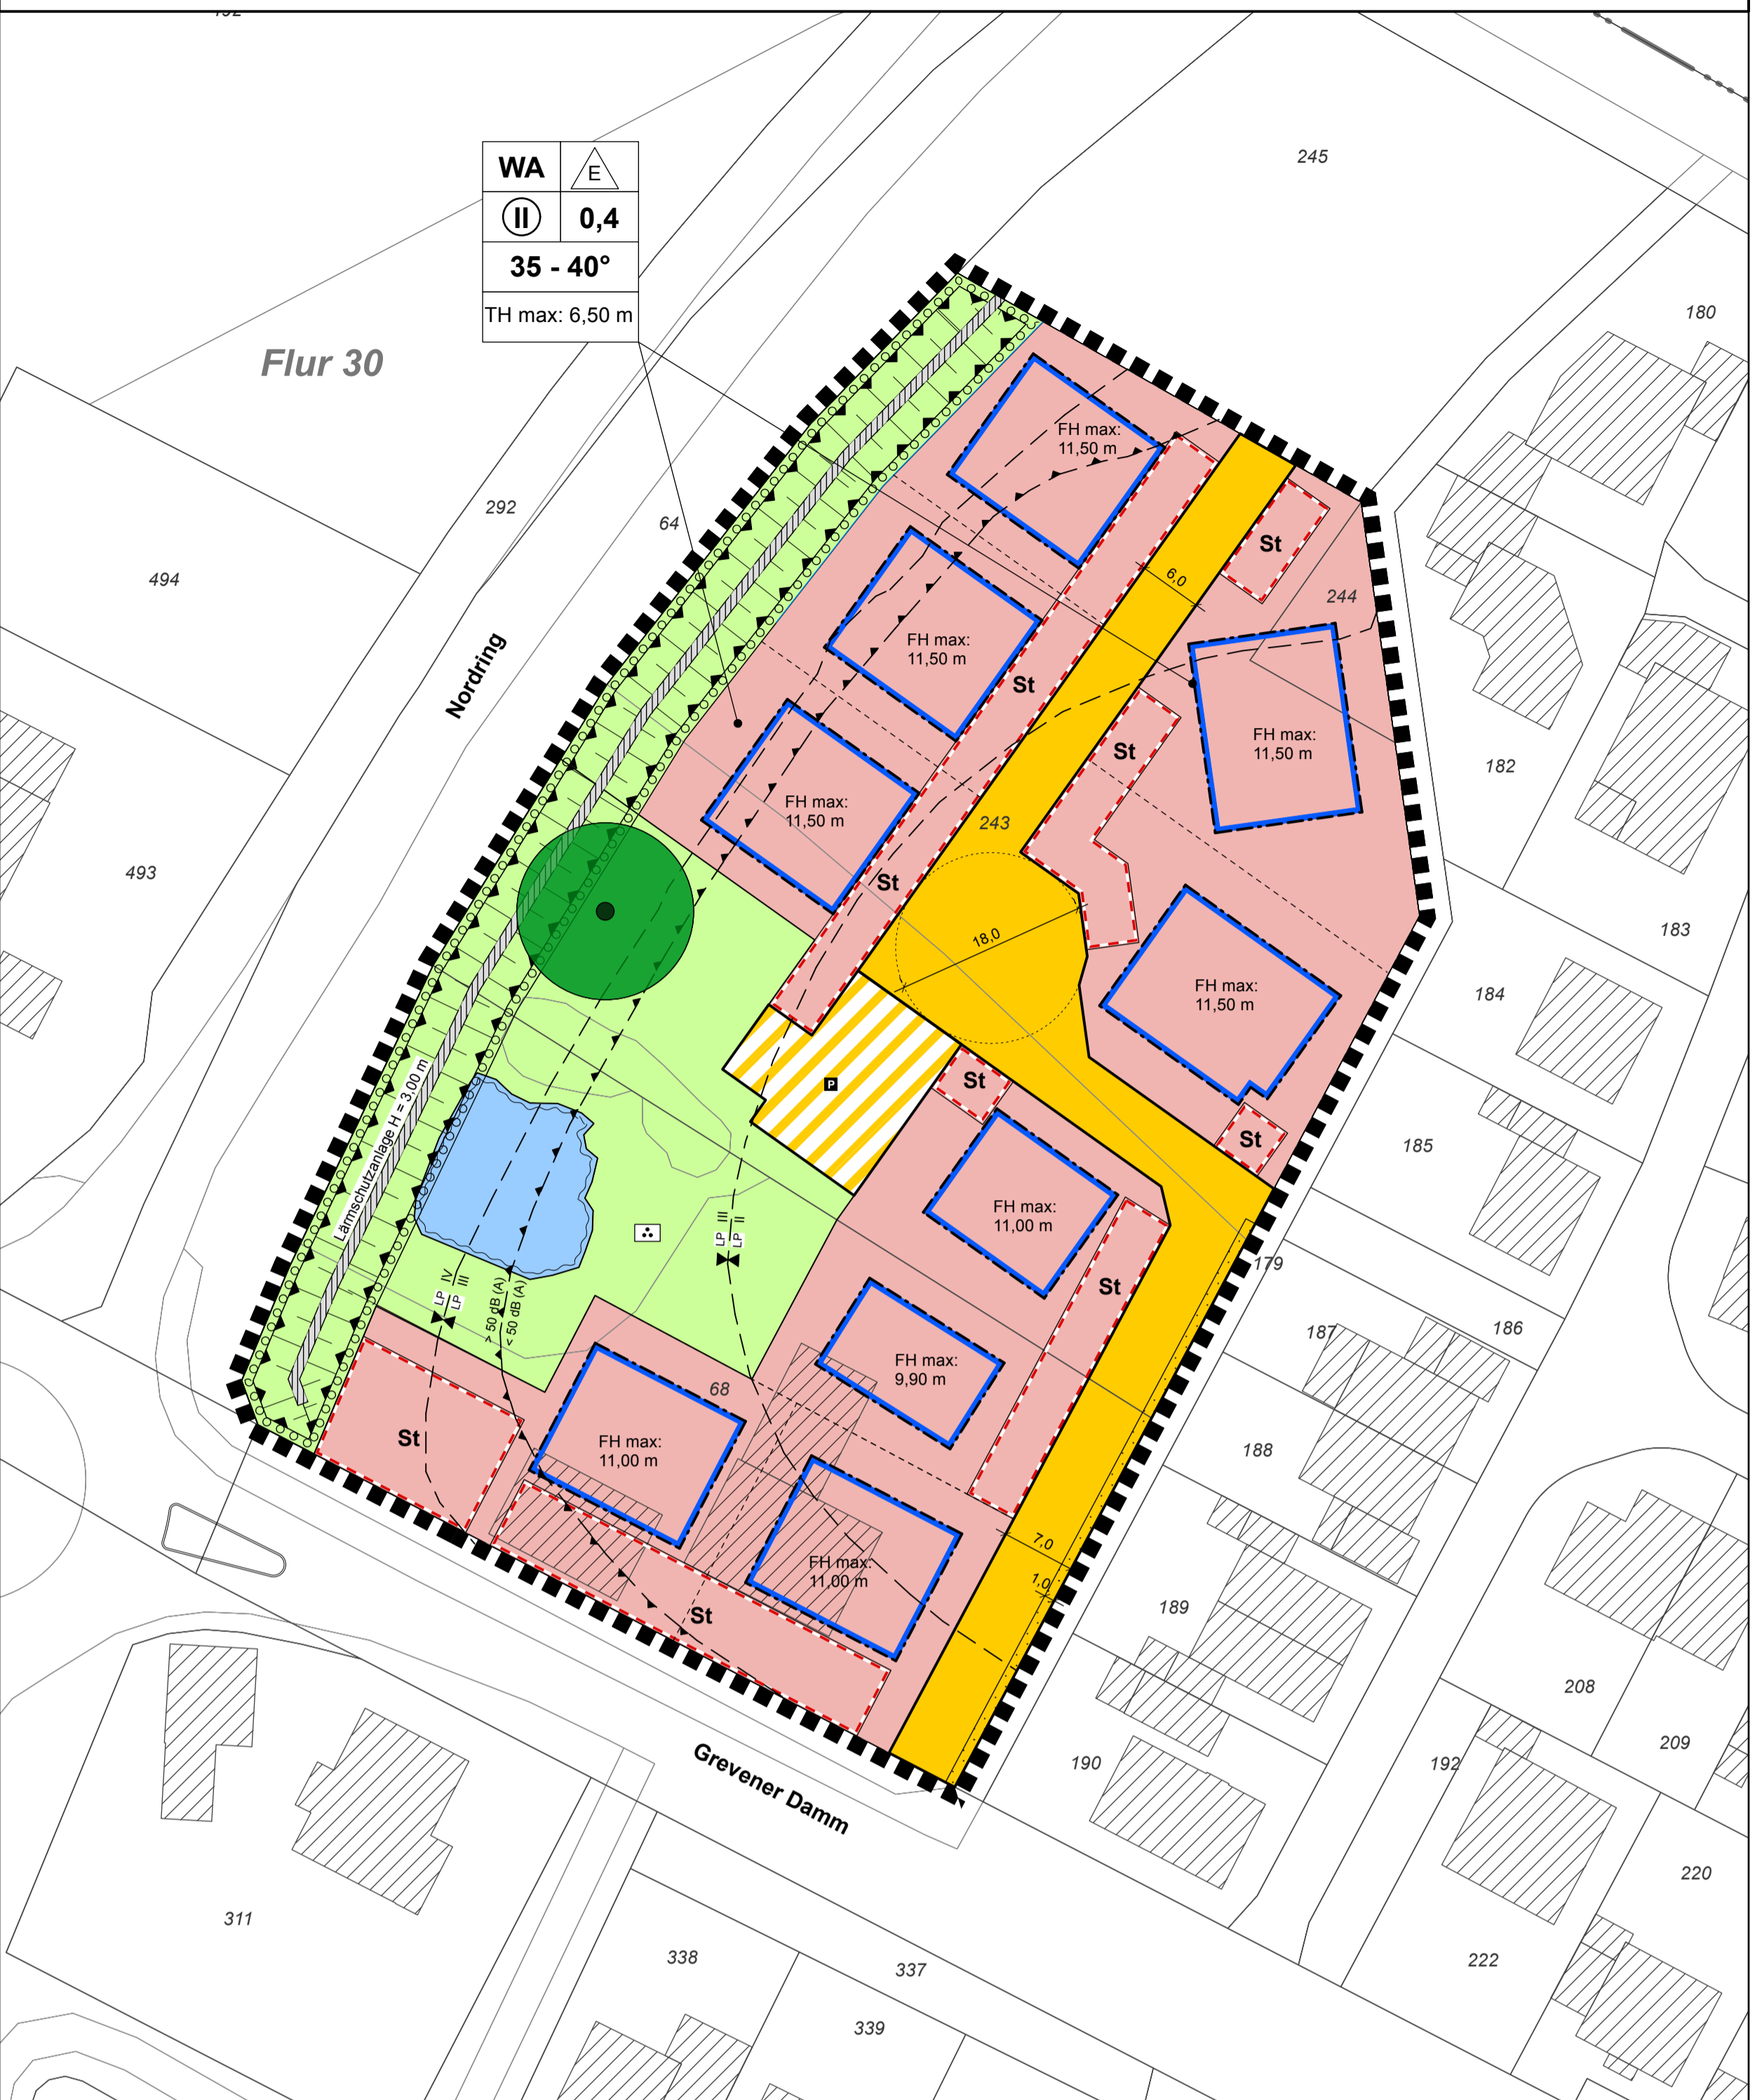 245
WA
E
II
0,4
35 - 40°
TH max: 6,50 m
180
Flur 30
FH max:
11,50 m
292
64
St
494
6,0
244
Nordring
FH max:
11,50 m
St
FH max:
11,50 m
St
182
FH max:
11,50 m
243
493
St
183
18,0
FH max:
11,50 m
184
St
P
St
185
Lärmschutzanlage H = 3,00 m
FH max:
11,00 m
LP III
LP II
179
LP IV
LP III
> 50 dB (A)
< 50 dB (A)
St
187
186
FH max:
9,90 m
68
St
FH max:
11,00 m
188
7,0
FH max:
11,00 m
1,0
St
189
208
209
Grevener Damm
190
192
220
311
338
337
222
339